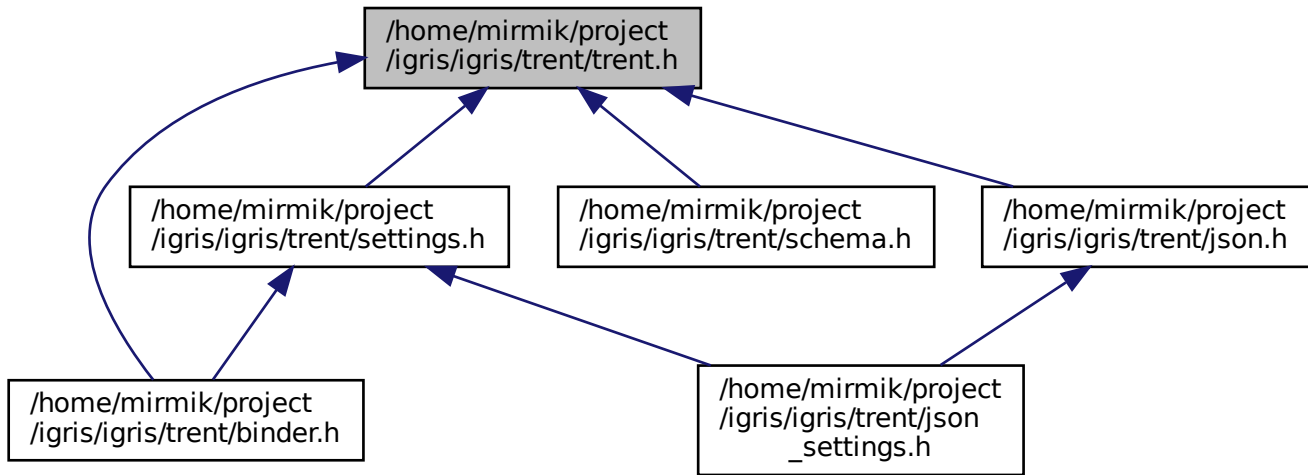 /home/mirmik/project
/igris/igris/trent/trent.h
/home/mirmik/project
/igris/igris/trent/settings.h
/home/mirmik/project
/igris/igris/trent/schema.h
/home/mirmik/project
/igris/igris/trent/json.h
/home/mirmik/project
/igris/igris/trent/binder.h
/home/mirmik/project
/igris/igris/trent/json
_settings.h